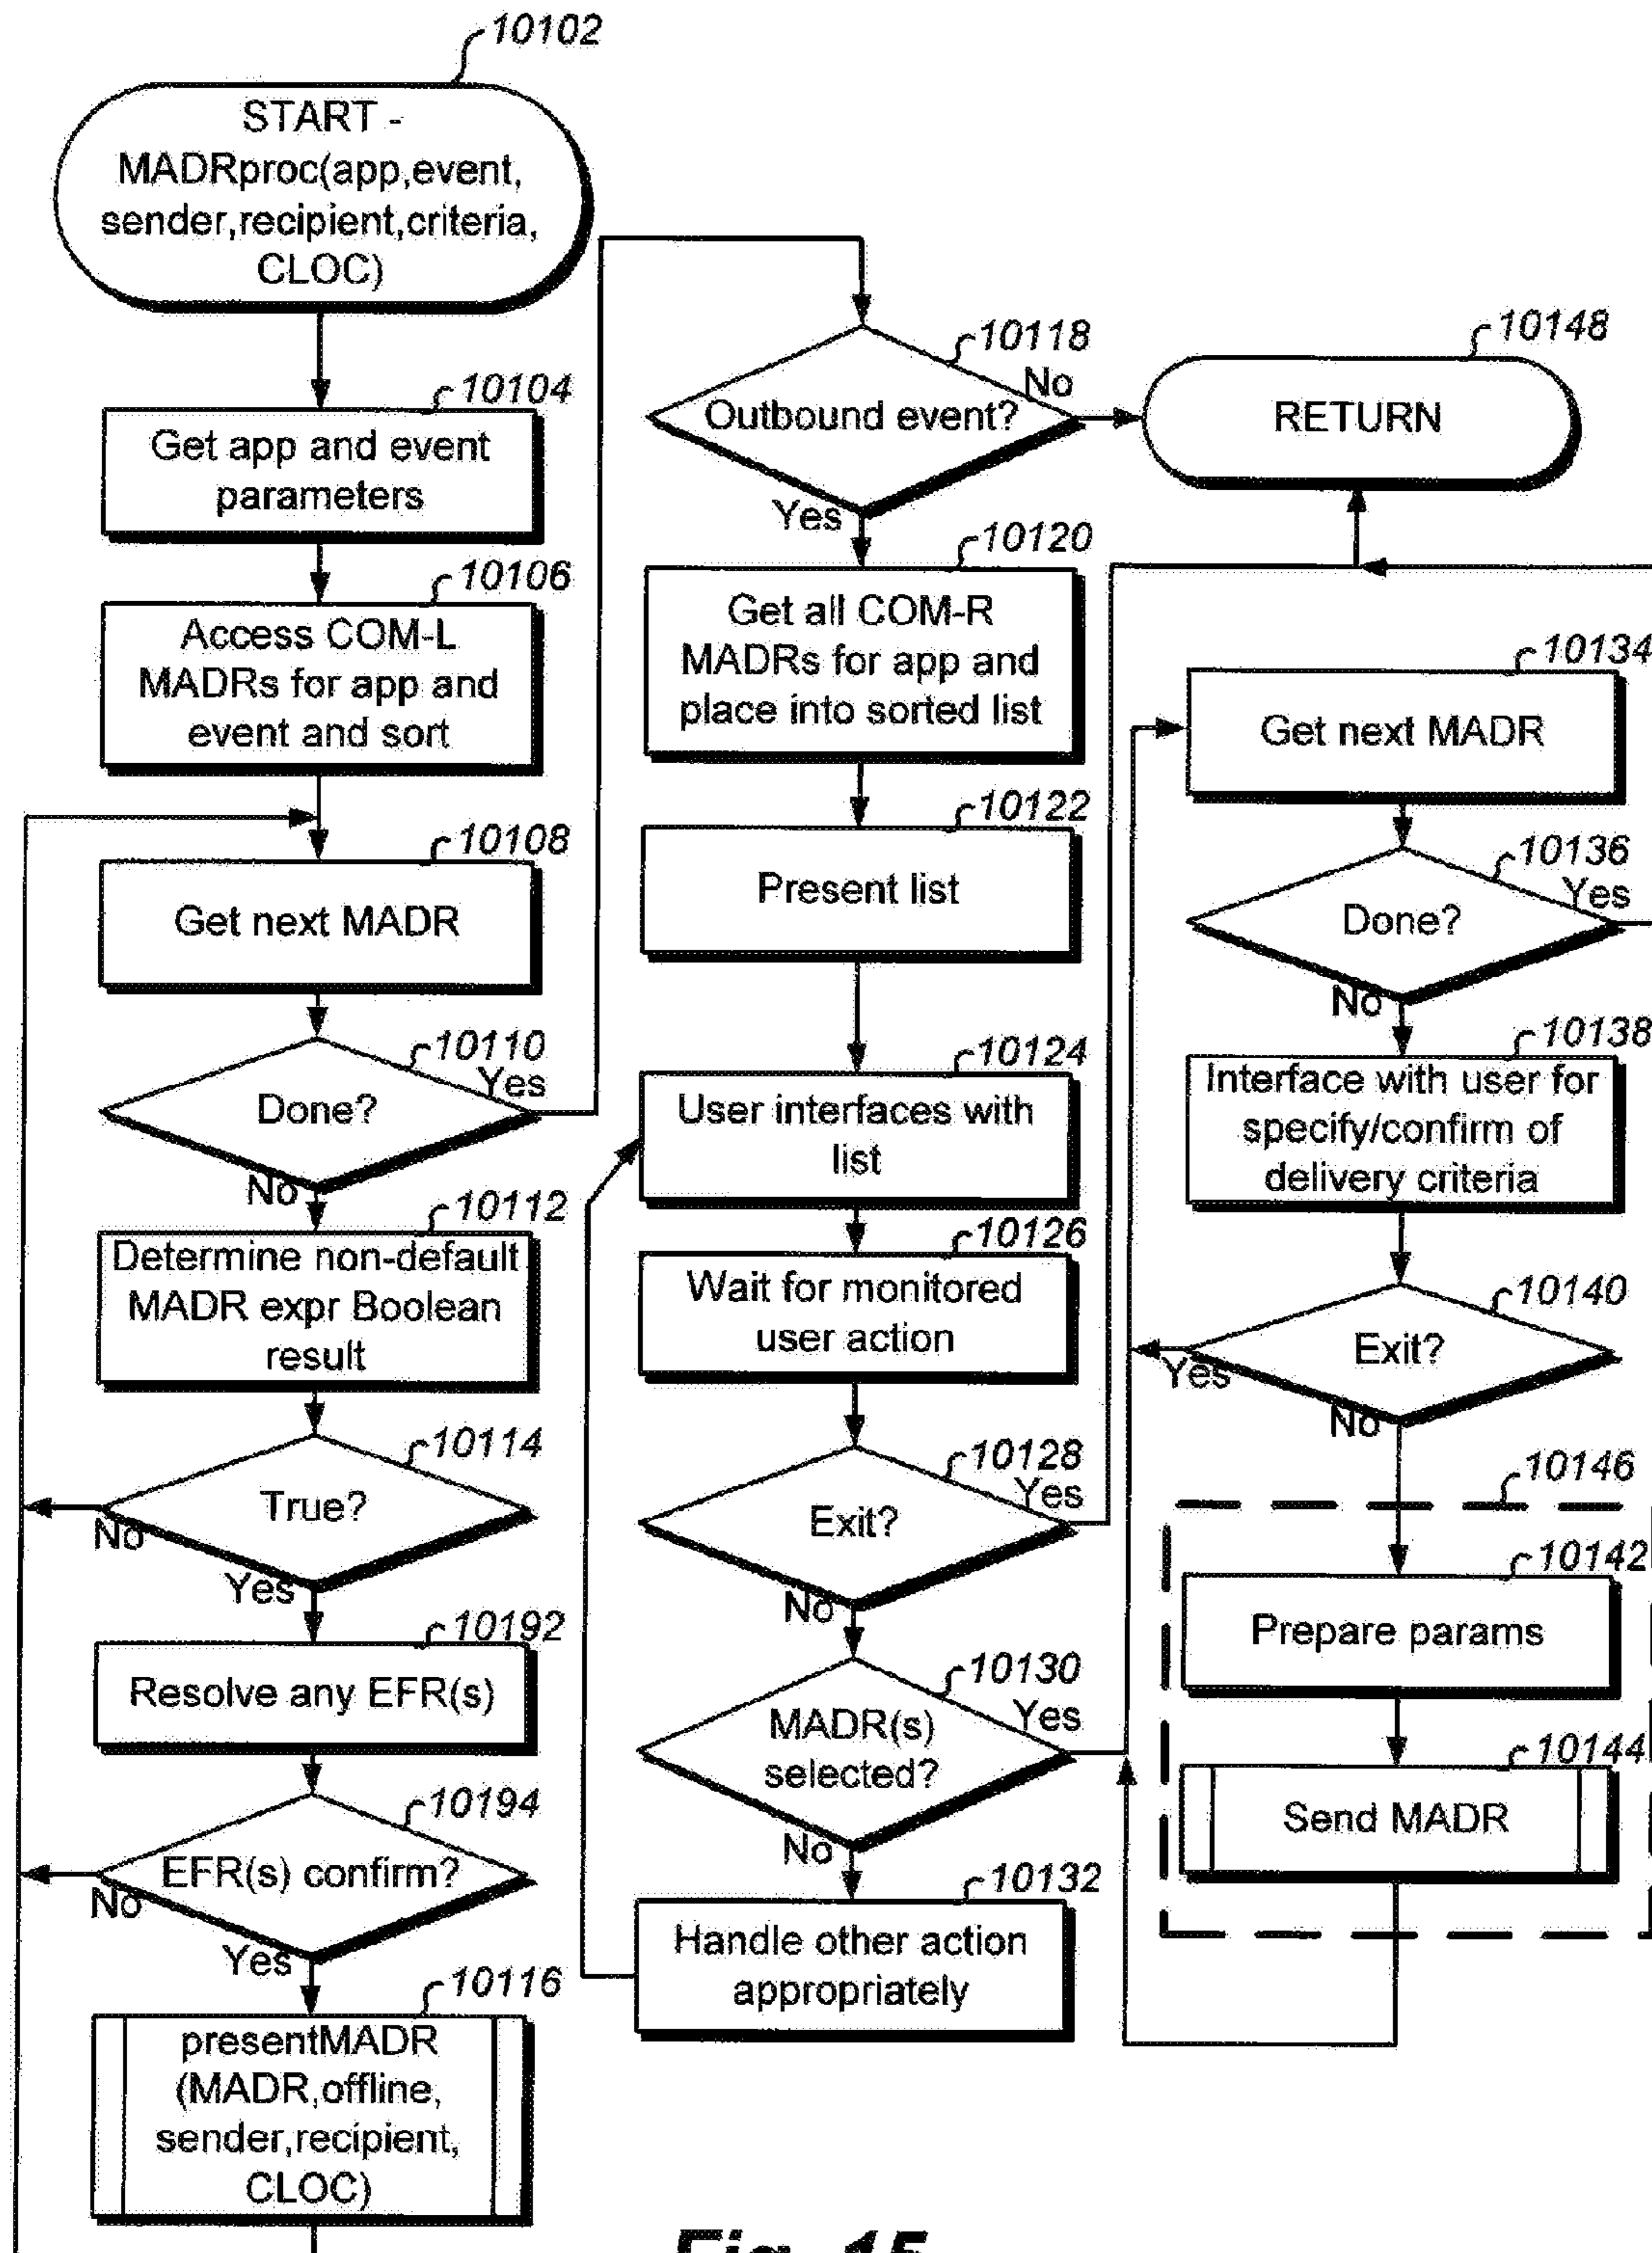 10102
START -
MADRproc(app,event,
sender,recipient,criteria,
CLOC)
10104
Get app and event
parameters
10106
Access COM-L
MADRs for app and
event and sort
10108
Get next MADR
10110
Yes
Done?
No
10112
Determine non-default
MADR expr Boolean
result
10114
True?
No
Yes
10192
Resolve any EFR(s)
10194
EFR(s) confirm?
No
Yes
10116
presentMADR
(MADR,offline,
sender,recipient,
CLOC)
10118
No
Outbound event?
Yes
10120
Get all COM-R
MADRs for app and
place into sorted list
10122
Present list
10124
User interfaces with
list
10126
Wait for monitored
user action
10128
Yes
Exit?
No
10130
Yes
MADR(s)
selected?
No
10132
Handle other action
appropriately
10148
RETURN
10134
Get next MADR
10136
Yes
Done?
No
10138
Interface with user for
specify/confirm of
delivery criteria
10140
Exit?
Yes
No
10146
10142
Prepare params
10144
Send MADR
Fig. 15